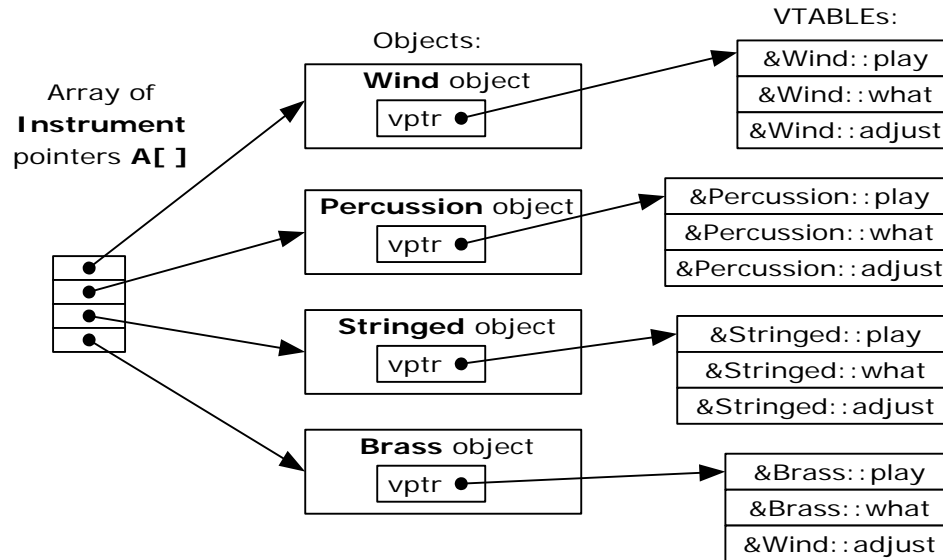 Array of
Instrument
pointers A[ ]
Objects:
Wind object
vptr
Percussion object
vptr
Stringed object
vptr
Brass object
vptr
VTABLEs:
&Wind::play
&Wind::what
&Wind::adjust
&Percussion::play
&Percussion::what
&Percussion::adjust
&Stringed::play
&Stringed::what
&Stringed::adjust
&Brass::play
&Brass::what
&Wind::adjust